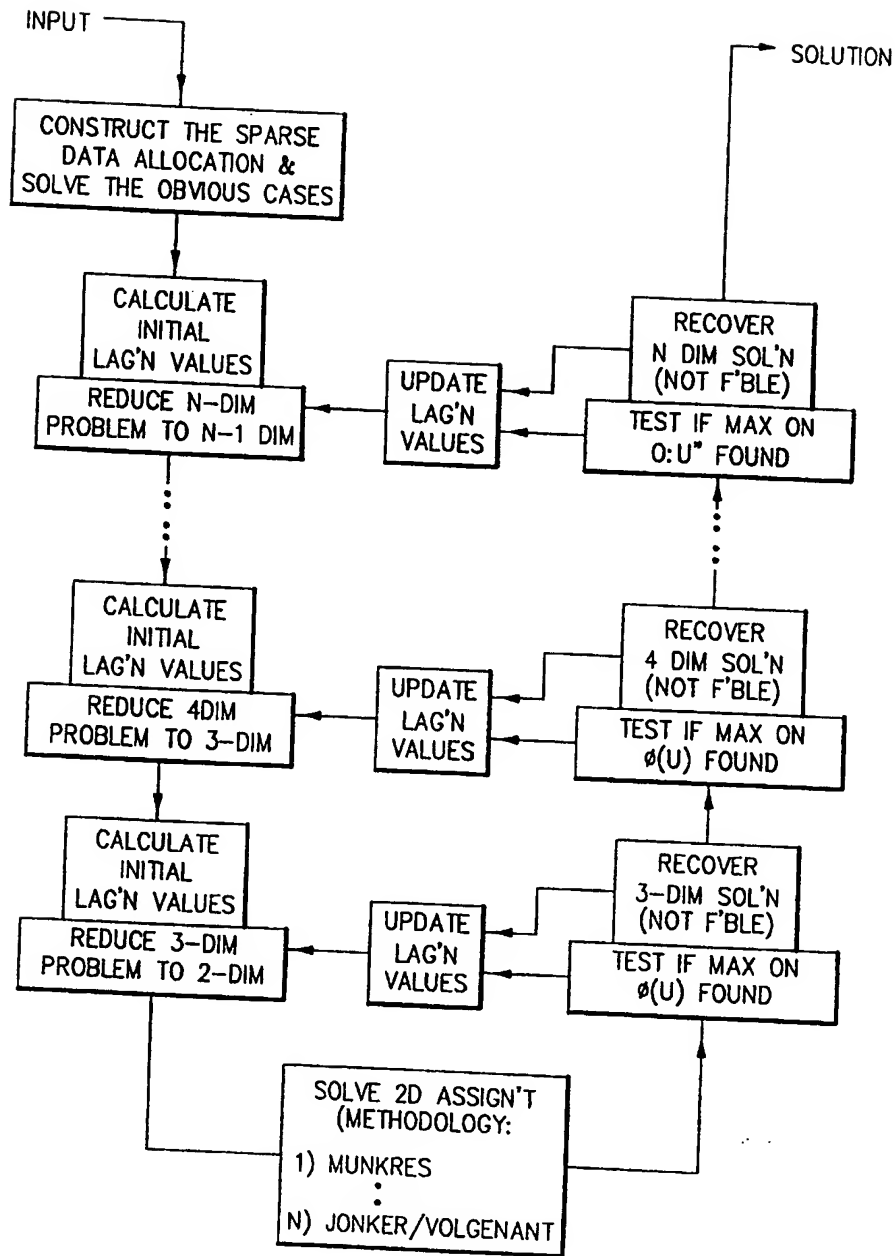 INPUT
SOLUTION
CONSTRUCT THE SPARSE
DATA ALLOCATION &
SOLVE THE OBVIOUS CASES
CALCULATE
INITIAL
LAG'N VALUES
REDUCE N-DIM
PROBLEM TO N-1 DIM
UPDATE
LAG'N
VALUES
RECOVER
N DIM SOL'N
(NOT F'BLE)
TEST IF MAX ON
O:U" FOUND
CALCULATE
INITIAL
LAG'N VALUES
REDUCE 4DIM
PROBLEM TO 3-DIM
UPDATE
LAG'N
VALUES
RECOVER
4 DIM SOL'N
(NOT F'BLE)
TEST IF MAX ON
ø(U) FOUND
CALCULATE
INITIAL
LAG'N VALUES
REDUCE 3-DIM
PROBLEM TO 2-DIM
UPDATE
LAG'N
VALUES
RECOVER
3-DIM SOL'N
(NOT F'BLE)
TEST IF MAX ON
ø(U) FOUND
SOLVE 2D ASSIGN'T
(METHODOLOGY:
1) MUNKRES
N) JONKER/VOLGENANT